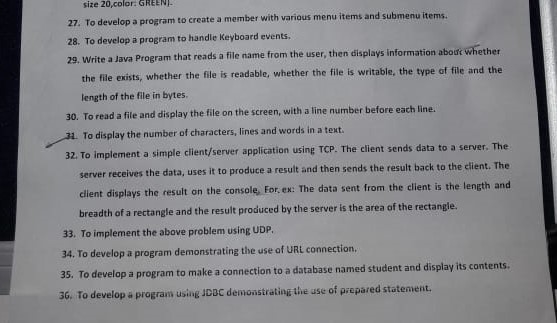 size 20,color: GREEN).
27. To develop a program to create a member with various menu items and submenu items.
28. To develop a program to handle Keyboard events.
29. Write a Java Program that reads a file name from the user, then displays information about whether
the file exists, whether the file is readable, whether the file is writable, the type of file and the
length of the file in bytes.
30. To read a file and display the file on the screen, with a line number before each line.
31. To display the number of characters, lines and words in a text.
32. To implement a simple client/server application using TCP. The client sends data to a server. The
server receives the data, uses it to produce a result and then sends the result back to the client. The
client displays the result on the console. For, ex: The data sent from the client is the length and
breadth of a rectangle and the result produced by the server is the area of the rectangle.
33. To implement the above problem using UDP.
34. To develop a program demonstrating the use of URL connection.
35. To develop a program to make a connection to a database named student and display its contents.
36. To develop a program using JDBC demonstrating the use of prepared statement.